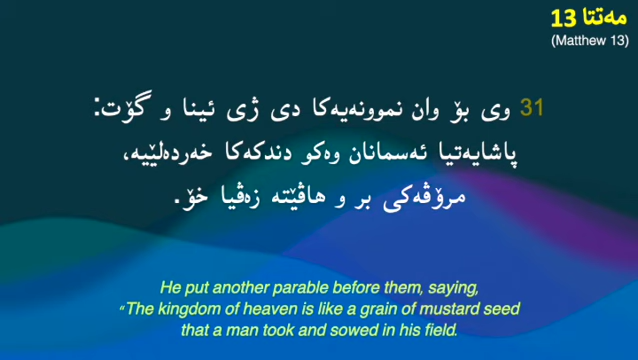 مەتتا 13
(Matthew 13)
31 وی بۆ وان نموونەیەکا دی ژی ئینا و گۆت:
پاشایەتیا ئەسمانان وەکو دندکەکا خەردەلێیە،
مرۆڤەکی بر و هاڤێتە زەڤیا خۆ.
He put another parable before them, saying,
“The kingdom of heaven is like a grain of mustard seed
that a man took and sowed in his field.